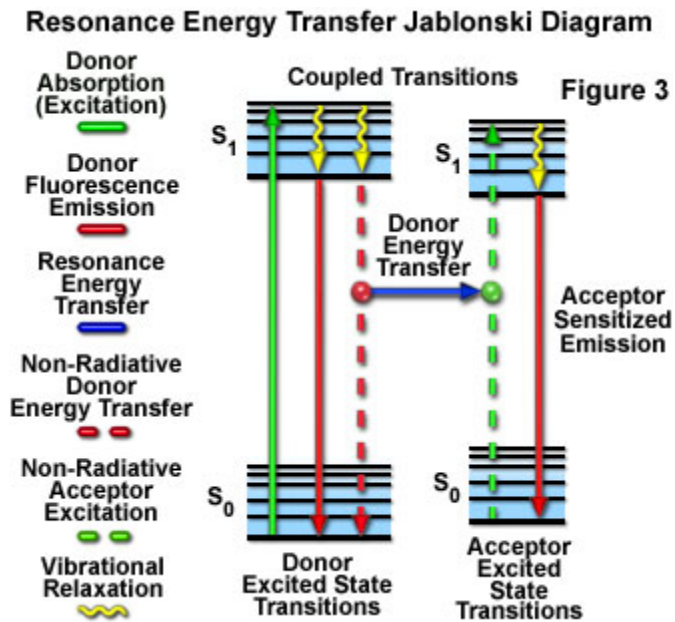 Resonance Energy Transfer Jablonski Diagram
Donor
Absorption
(Excitation)
Donor
Fluorescence
Emission
Resonance
Energy
Transfer
Non-Radiative
Donor
Energy Transfer
Non-Radiative
Acceptor
Excitation
Vibrational
Relaxation
Coupled Transitions
Figure 3
S1
S1
Donor
Energy
Transfer
Acceptor
Sensitized
Emission
S0
S0
Donor
Excited State
Transitions
Acceptor
Excited
State
Transitions